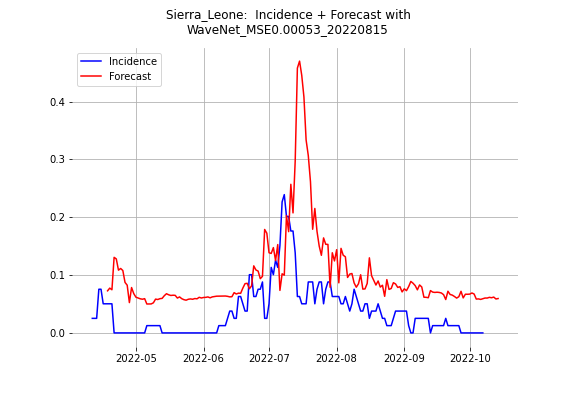 Sierra_Leone:  Incidence + Forecast with
WaveNet_MSE0.00053_20220815
Incidence
Forecast
0.4
0.3
0.2
0.1
0.0
2022-05
2022-06
2022-07
2022-08
2022-09
2022-10